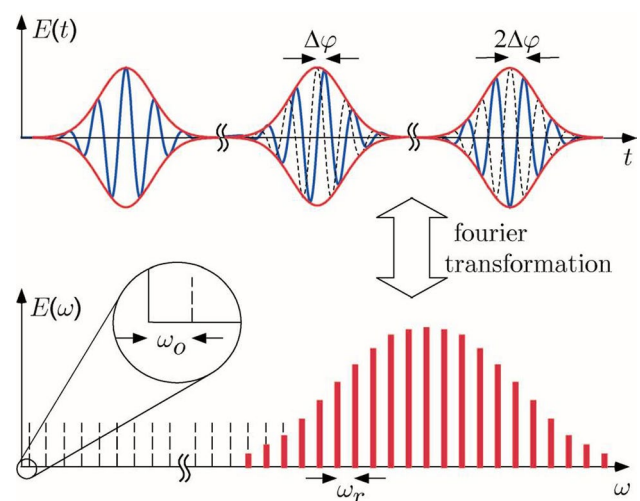 E(t)
Δφ
2Δφ
t
fourier
transformation
E(ω)
ω_o
ω_r
ω